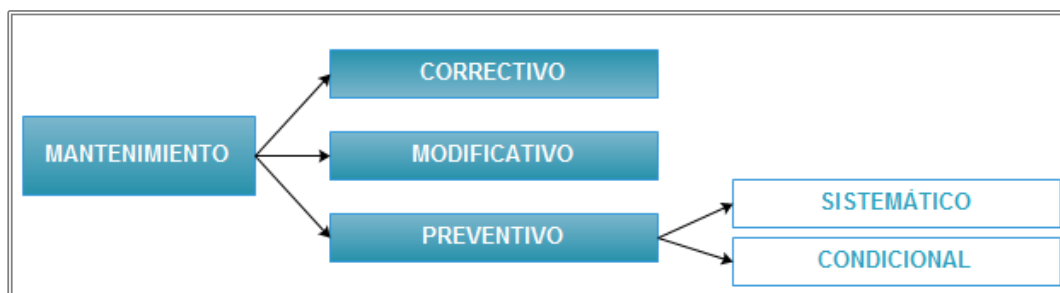 MANTENIMIENTO
CORRECTIVO
MODIFICATIVO
PREVENTIVO
SISTEMÁTICO
CONDICIONAL